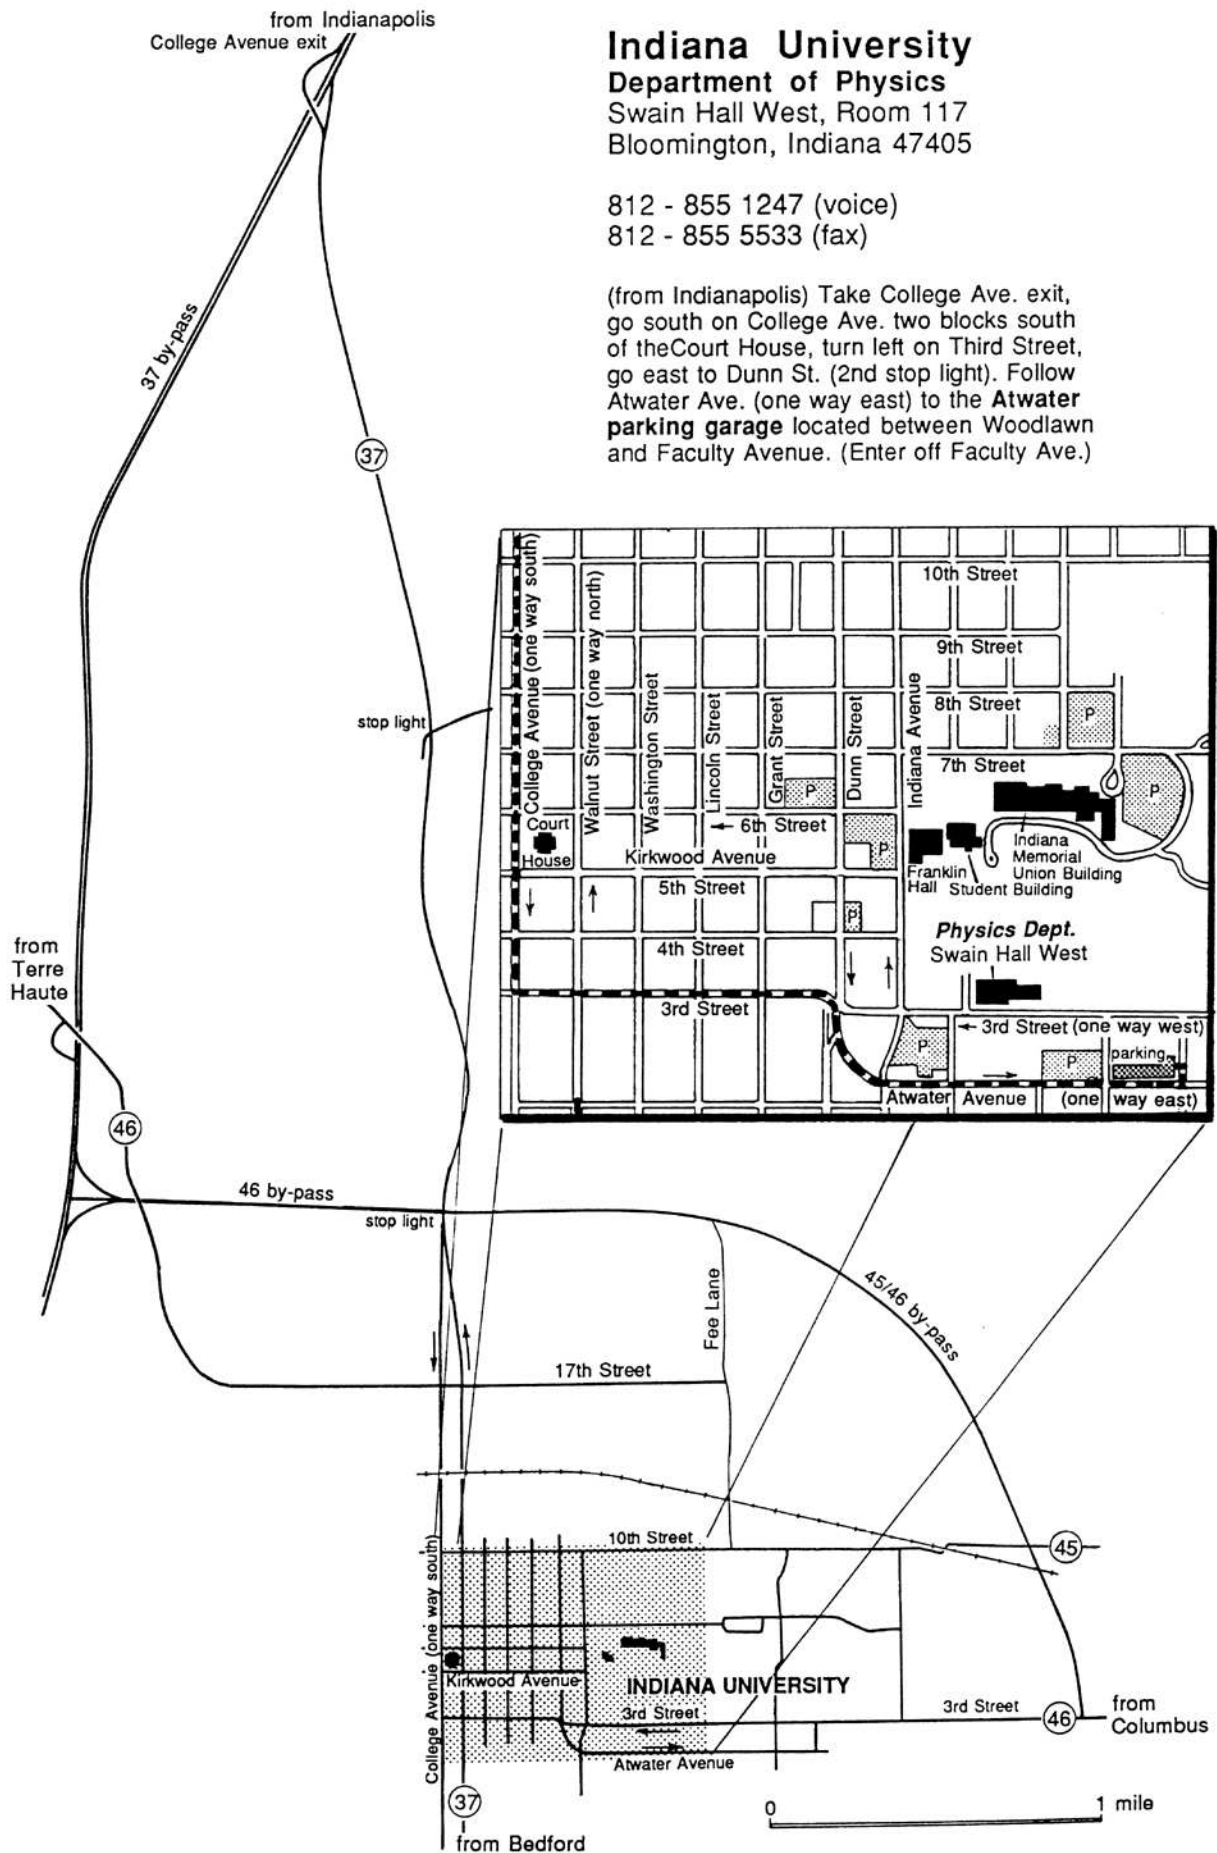 from Indianapolis
College Avenue exit
Indiana University
Department of Physics
Swain Hall West, Room 117
Bloomington, Indiana 47405
812 - 855 1247 (voice)
812 - 855 5533 (fax)
(from Indianapolis) Take College Ave. exit,
go south on College Ave. two blocks south
of theCourt House, turn left on Third Street,
go east to Dunn St. (2nd stop light). Follow
Atwater Ave. (one way east) to the Atwater
parking garage located between Woodlawn
and Faculty Avenue. (Enter off Faculty Ave.)
37 by-pass
37
stop light
College Avenue (one way south)
Walnut Street (one way north)
Washington Street
Lincoln Street
Grant Street
Dunn Street
Indiana Avenue
10th Street
9th Street
8th Street
P
7th Street
P
P
6th Street
Court
House
Kirkwood Avenue
P
Franklin
Hall
Student Building
Indiana
Memorial
Union Building
5th Street
P
4th Street
Physics Dept.
Swain Hall West
3rd Street
3rd Street (one way west)
P
P
parking
Atwater Avenue (one way east)
from
Terre
Haute
46
46 by-pass
stop light
Fee Lane
45/46 by-pass
17th Street
10th Street
45
College Avenue (one way south)
Kirkwood Avenue
INDIANA UNIVERSITY
3rd Street
3rd Street
46
from
Columbus
Atwater Avenue
37
from Bedford
0
1 mile